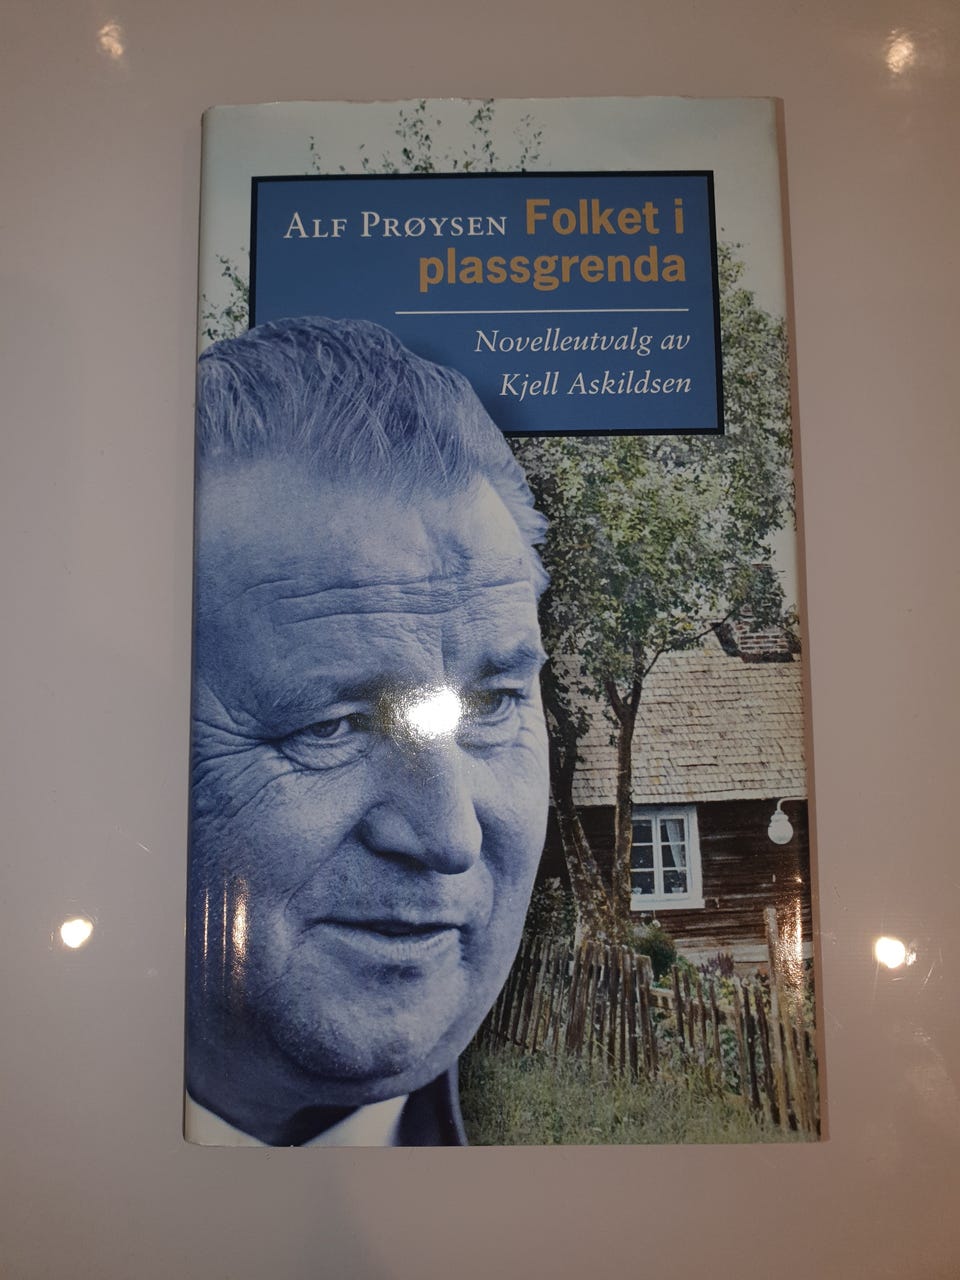 ALF PRØYSEN Folket i
plassgrenda
Novelleutvalg av
Kjell Askildsen